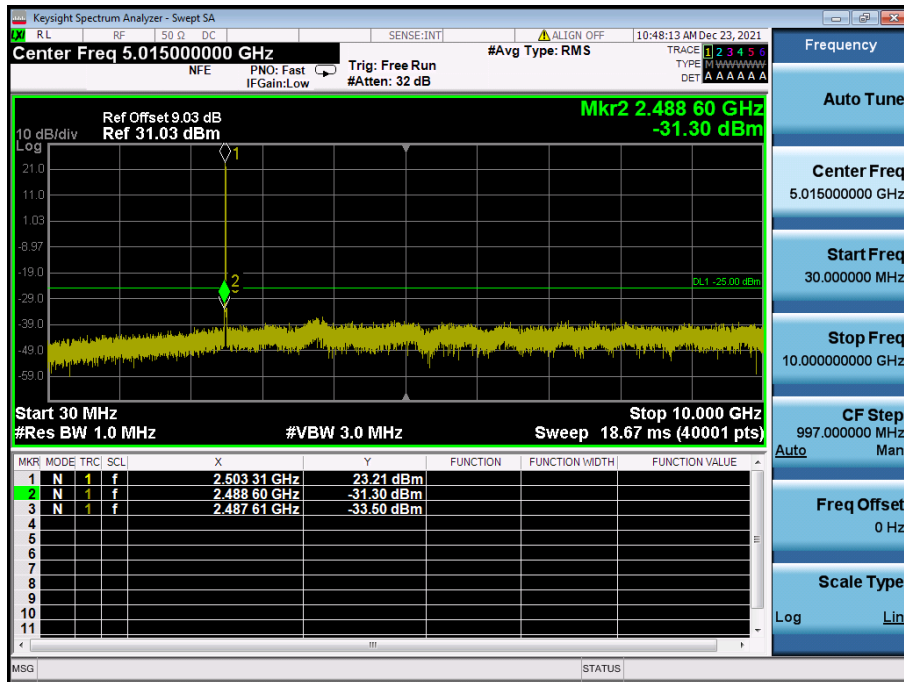 Keysight Spectrum Analyzer - Swept SA
LXI RL RF 50 Ω DC SENSE:INT ALIGN OFF 10:48:13 AM Dec 23, 2021
Center Freq 5.015000000 GHz
NFE
PNO: Fast
IFGain:Low
Trig: Free Run
#Atten: 32 dB
#Avg Type: RMS
TRACE 1 2 3 4 5 6
TYPE M WWWWW
DET A A A A A A
Ref Offset 9.03 dB
10 dB/div Ref 31.03 dBm
Log
Mkr2 2.488 60 GHz
-31.30 dBm
1
21.0
11.0
1.03
-8.97
-19.0
2
DL1 -25.00 dBm
-29.0
-39.0
-49.0
-59.0
Start 30 MHz Stop 10.000 GHz
#Res BW 1.0 MHz #VBW 3.0 MHz Sweep 18.67 ms (40001 pts)
MKR MODE TRC SCL X Y FUNCTION FUNCTION WIDTH FUNCTION VALUE
1 N 1 f 2.503 31 GHz 23.21 dBm
2 N 1 f 2.488 60 GHz -31.30 dBm
3 N 1 f 2.487 61 GHz -33.50 dBm
4
5
6
7
8
9
10
11
MSG STATUS
Frequency
Auto Tune
Center Freq
5.015000000 GHz
Start Freq
30.000000 MHz
Stop Freq
10.000000000 GHz
CF Step
997.000000 MHz
Auto Man
Freq Offset
0 Hz
Scale Type
Log Lin